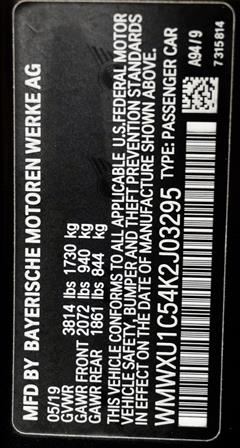 MFD BY BAYERISCHE MOTOREN WERKE AG
05/19
GVWR 3814 lbs 1730 kg
GAWR FRONT 2072 lbs 940 kg
GAWR REAR 1861 lbs 844 kg
THIS VEHICLE CONFORMS TO ALL APPLICABLE U.S.FEDERAL MOTOR
VEHICLE SAFETY, BUMPER AND THEFT PREVENTION STANDARDS
IN EFFECT ON THE DATE OF MANUFACTURE SHOWN ABOVE.
WMWXU1C54K2J03295 TYPE: PASSENGER CAR
A94/9
7315814